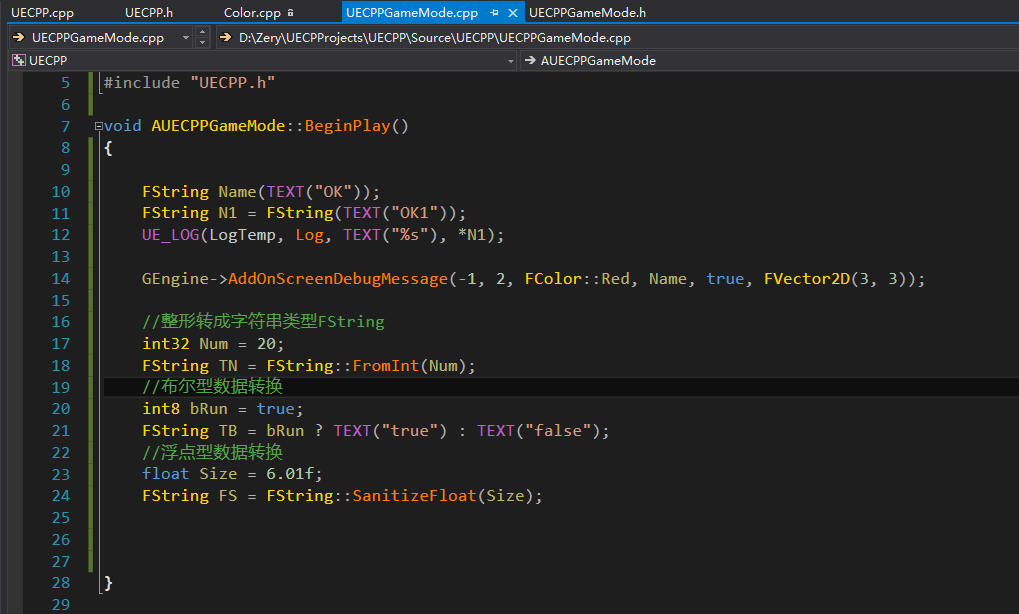 UECPP.cpp UECPP.h Color.cpp UECPPGameMode.cpp UECPPGameMode.h
UECPPGameMode.cpp D:\Zery\UECPProjects\UECPP\Source\UECPP\UECPPGameMode.cpp
UECPP AUECPPGameMode
5 #include "UECPP.h"
6
7 void AUECPPGameMode::BeginPlay()
8 {
9
10 FString Name(TEXT("OK"));
11 FString N1 = FString(TEXT("OK1"));
12 UE_LOG(LogTemp, Log, TEXT("%s"), *N1);
13
14 GEngine->AddOnScreenDebugMessage(-1, 2, FColor::Red, Name, true, FVector2D(3, 3));
15
16 //整形转成字符串类型FString
17 int32 Num = 20;
18 FString TN = FString::FromInt(Num);
19 //布尔型数据转换
20 int8 bRun = true;
21 FString TB = bRun ? TEXT("true") : TEXT("false");
22 //浮点型数据转换
23 float Size = 6.01f;
24 FString FS = FString::SanitizeFloat(Size);
25
26
27
28 }
29